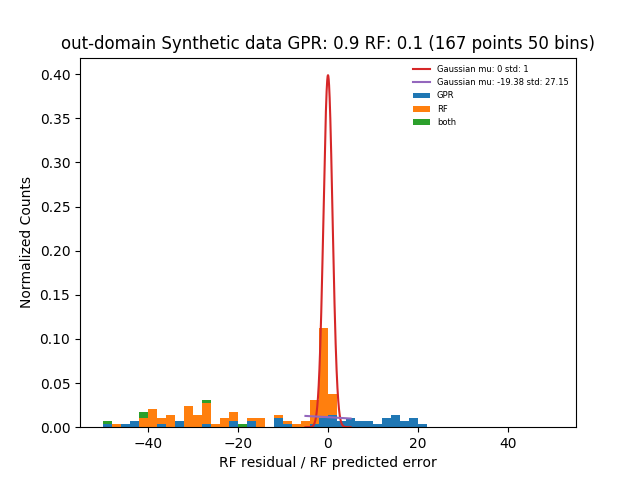 out-domain Synthetic data GPR: 0.9 RF: 0.1 (167 points 50 bins)
Gaussian mu: 0 std: 1
Gaussian mu: -19.38 std: 27.15
GPR
RF
both
Normalized Counts
0.40
0.35
0.30
0.25
0.20
0.15
0.10
0.05
0.00
−40 −20 0 20 40
RF residual / RF predicted error